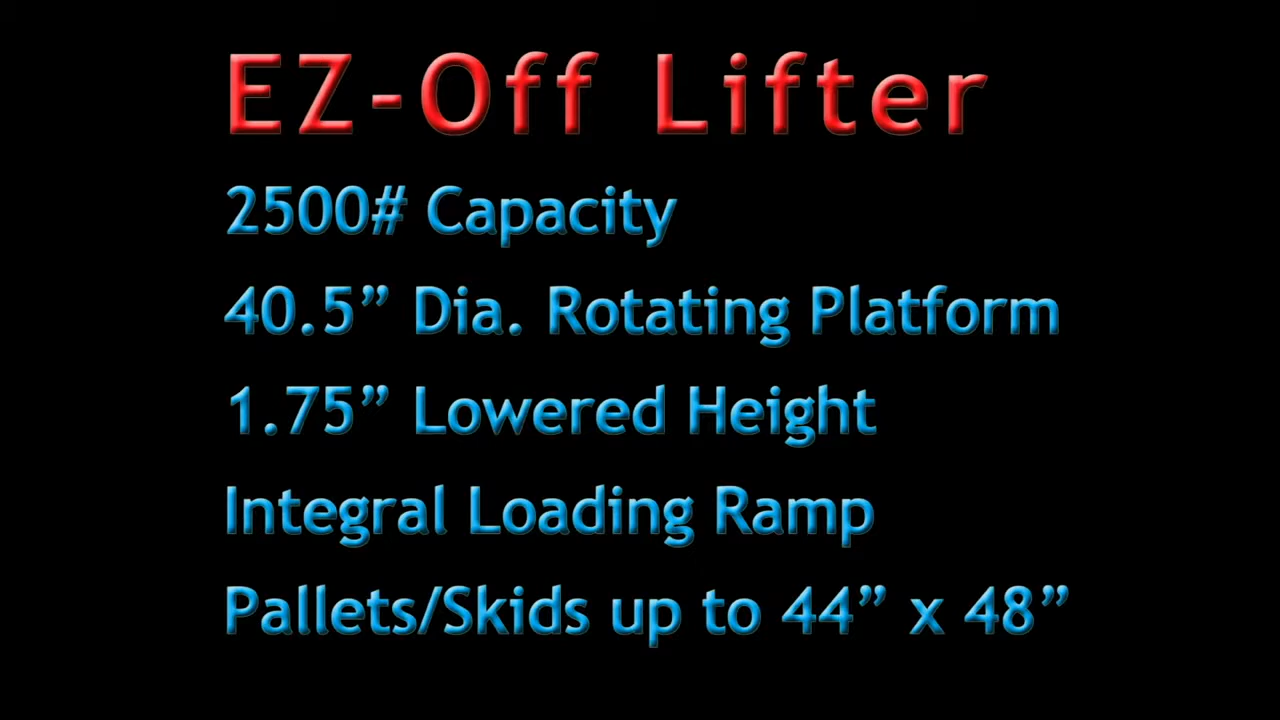 EZ-Off Lifter
2500# Capacity
40.5” Dia. Rotating Platform
1.75” Lowered Height
Integral Loading Ramp
Pallets/Skids up to 44” x 48”